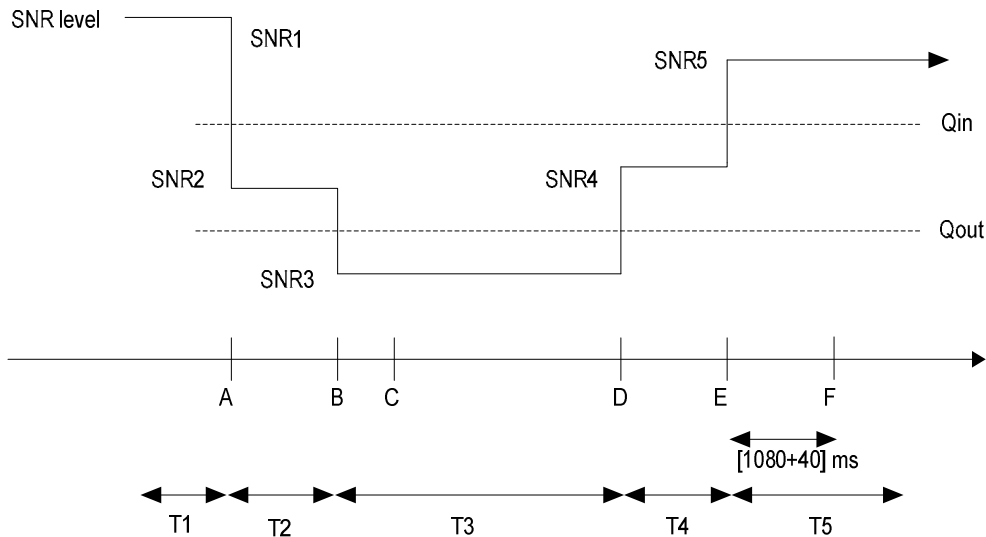 SNR level
SNR1
SNR5
Qin
SNR2
SNR4
Qout
SNR3
A
B
C
D
E
F
[1080+40] ms
T1
T2
T3
T4
T5